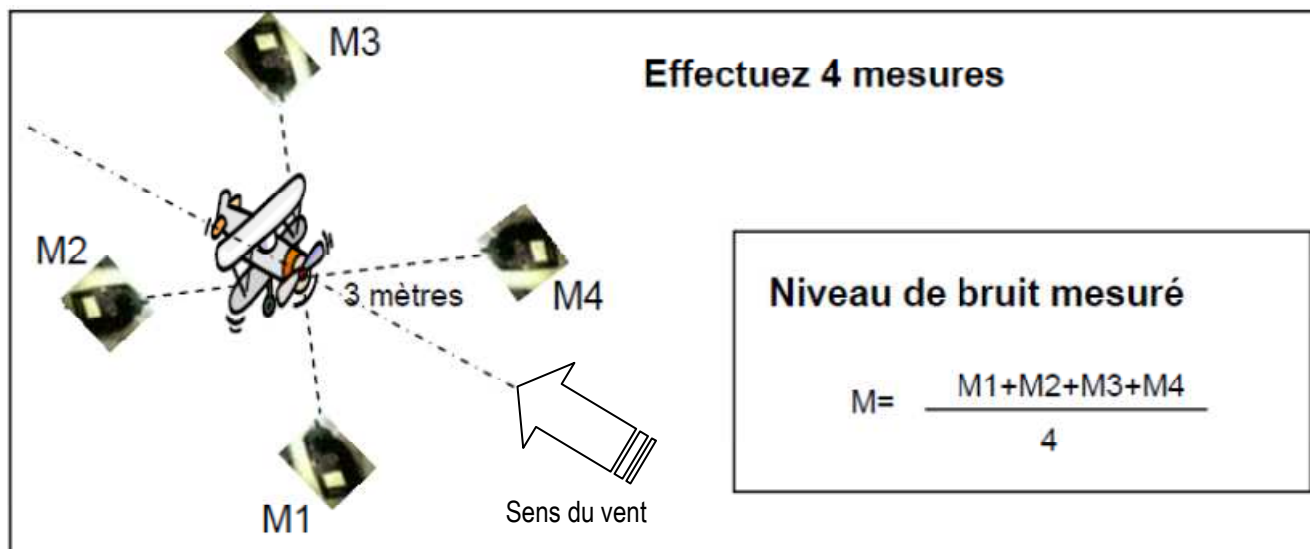 M3
Effectuez 4 mesures
M2
3 mètres
M4
Niveau de bruit mesuré
M= M1+M2+M3+M4
4
M1
Sens du vent